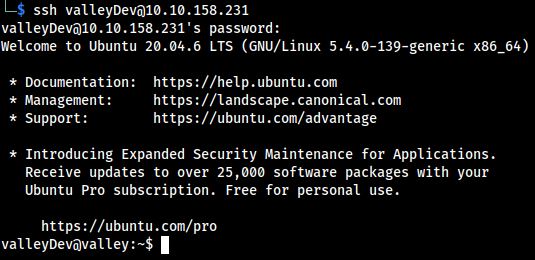 └─$ ssh valleyDev@10.10.158.231
valleyDev@10.10.158.231's password:
Welcome to Ubuntu 20.04.6 LTS (GNU/Linux 5.4.0-139-generic x86_64)
* Documentation:  https://help.ubuntu.com
* Management:     https://landscape.canonical.com
* Support:        https://ubuntu.com/advantage
* Introducing Expanded Security Maintenance for Applications.
Receive updates to over 25,000 software packages with your
Ubuntu Pro subscription. Free for personal use.
https://ubuntu.com/pro
valleyDev@valley:~$